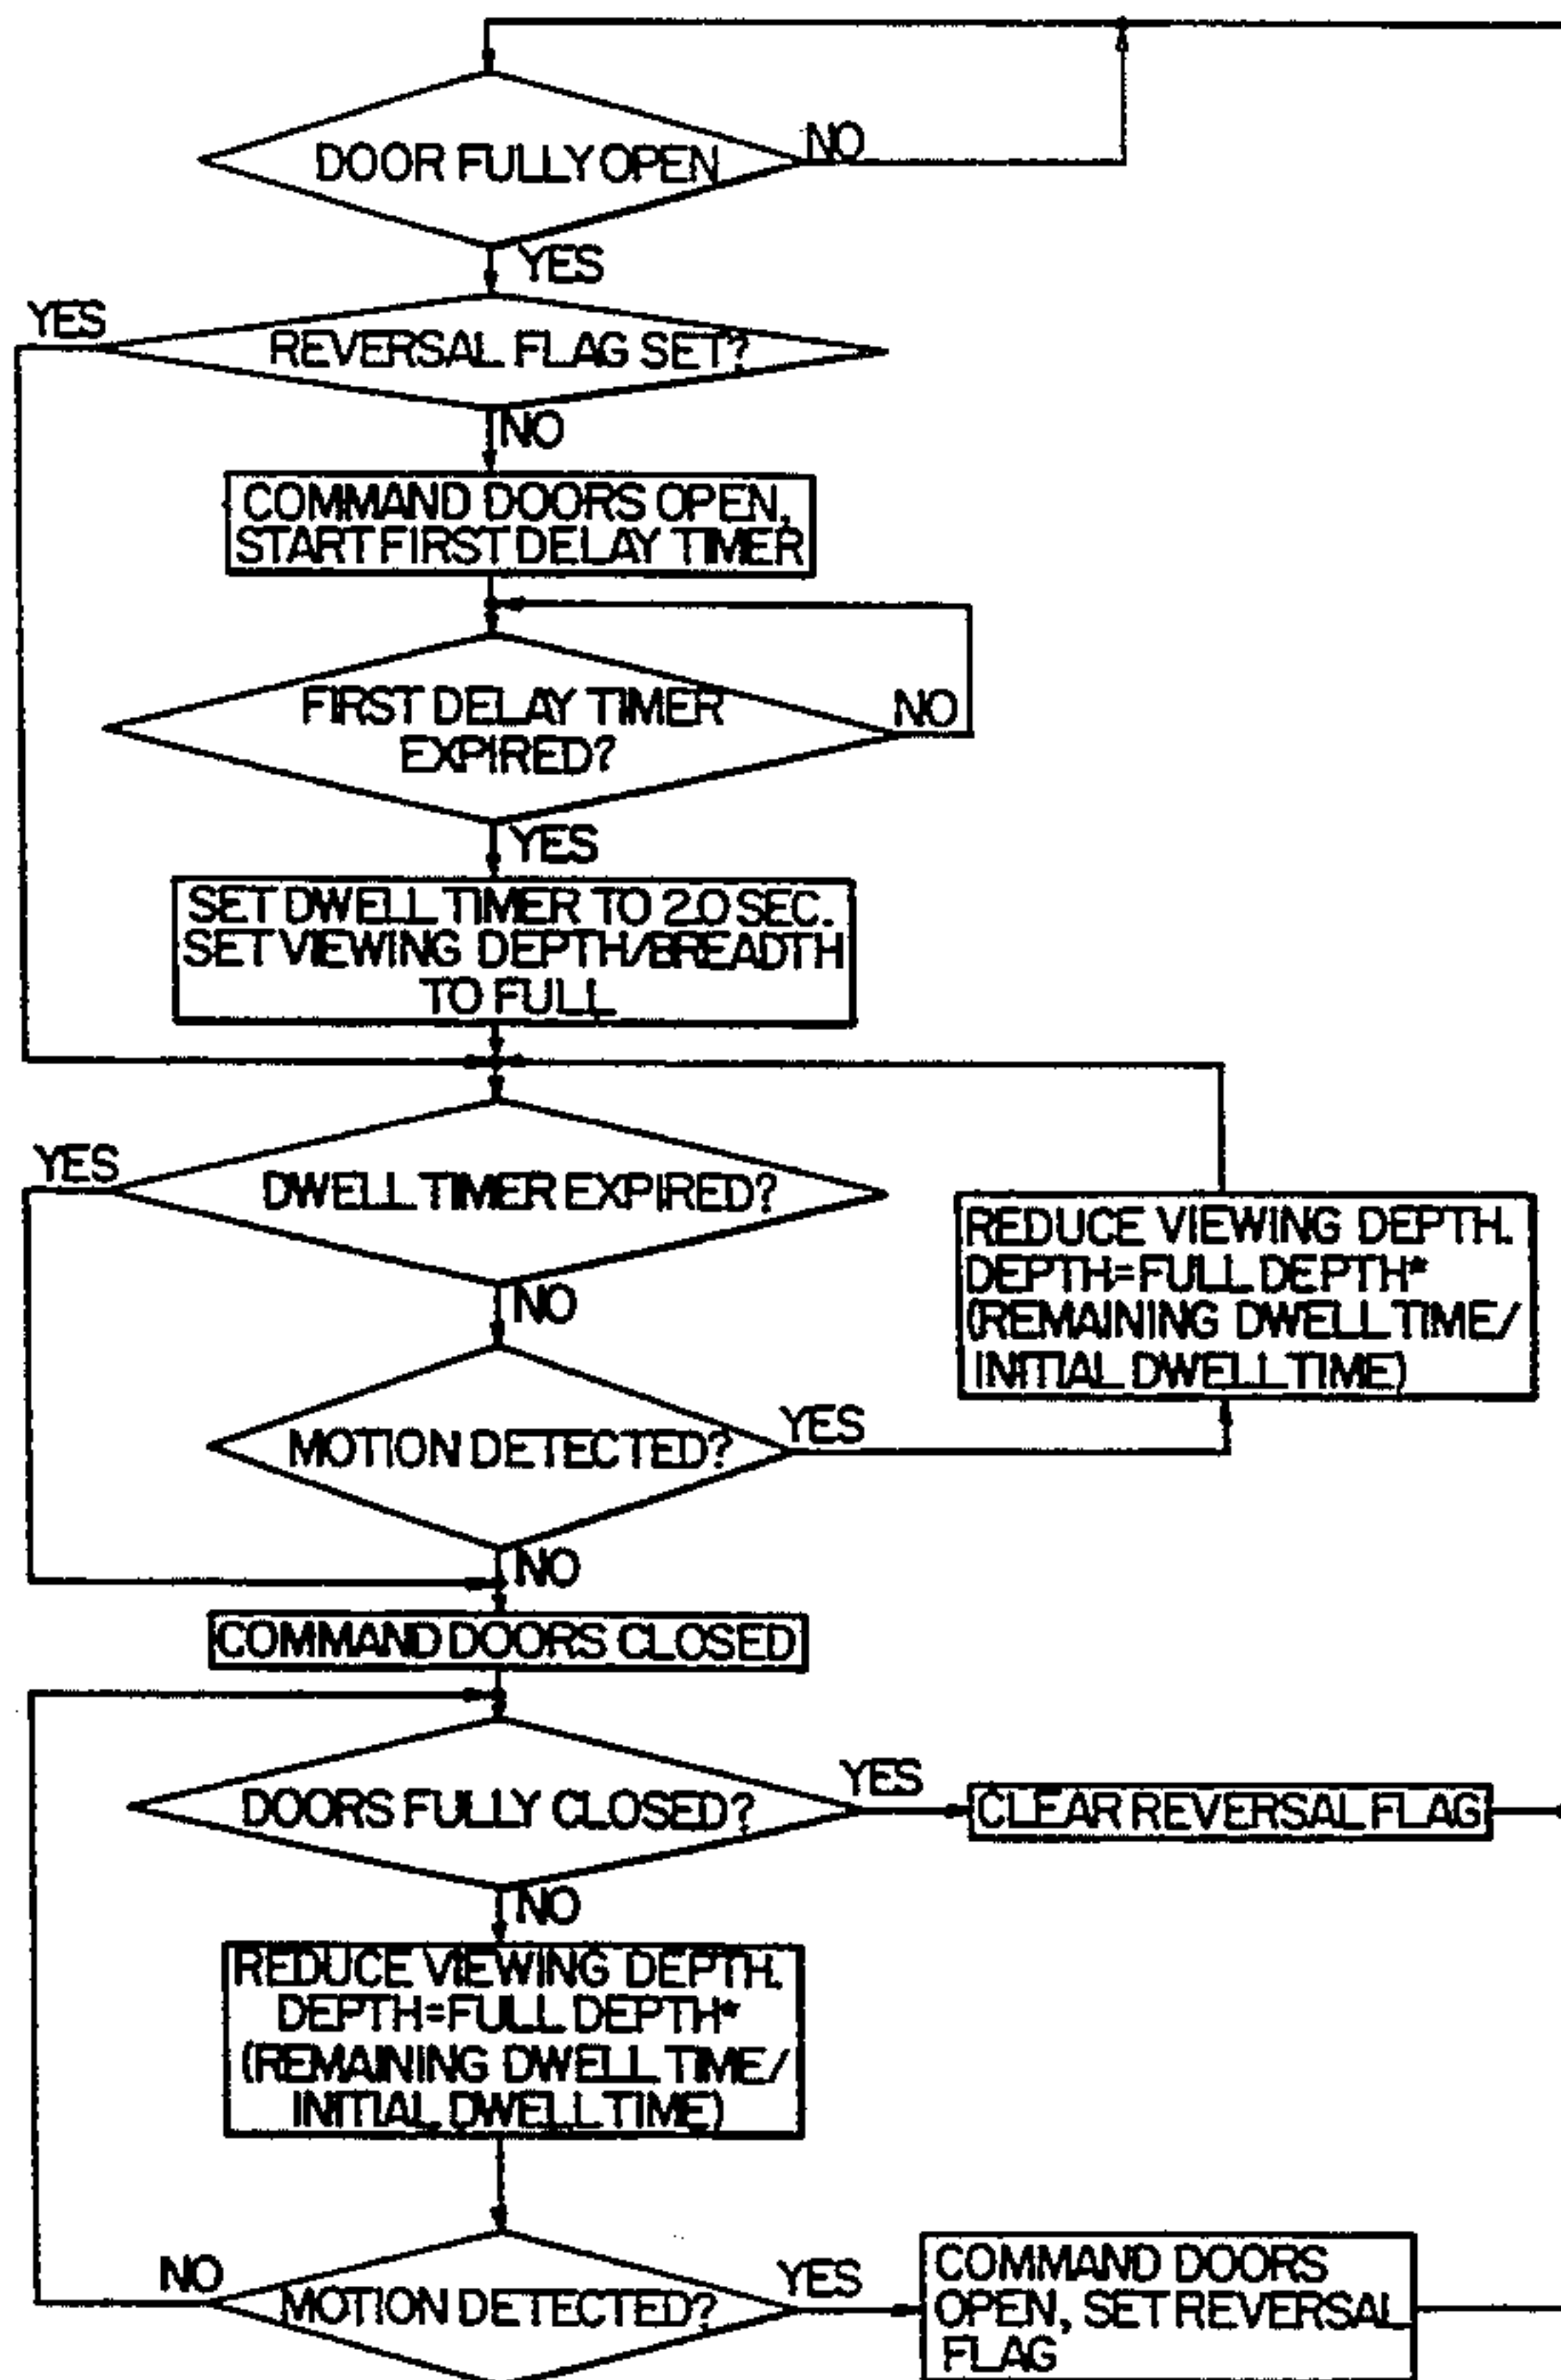 DOOR FULLY OPEN
NO
YES
YES
REVERSAL FLAG SET?
NO
COMMAND DOORS OPEN,
START FIRST DELAY TIMER
FIRST DELAY TIMER
EXPIRED?
NO
YES
SET DWELL TIMER TO 2.0 SEC.
SET VIEWING DEPTH/BREADTH
TO FULL
YES
DWELL TIMER EXPIRED?
NO
REDUCE VIEWING DEPTH.
DEPTH=FULL DEPTH*
(REMAINING DWELL TIME/
INITIAL DWELL TIME)
MOTION DETECTED?
YES
NO
COMMAND DOORS CLOSED
DOORS FULLY CLOSED?
YES
CLEAR REVERSAL FLAG
NO
REDUCE VIEWING DEPTH.
DEPTH=FULL DEPTH*
(REMAINING DWELL TIME/
INITIAL DWELL TIME)
NO
MOTION DETECTED?
YES
COMMAND DOORS
OPEN, SET REVERSAL
FLAG